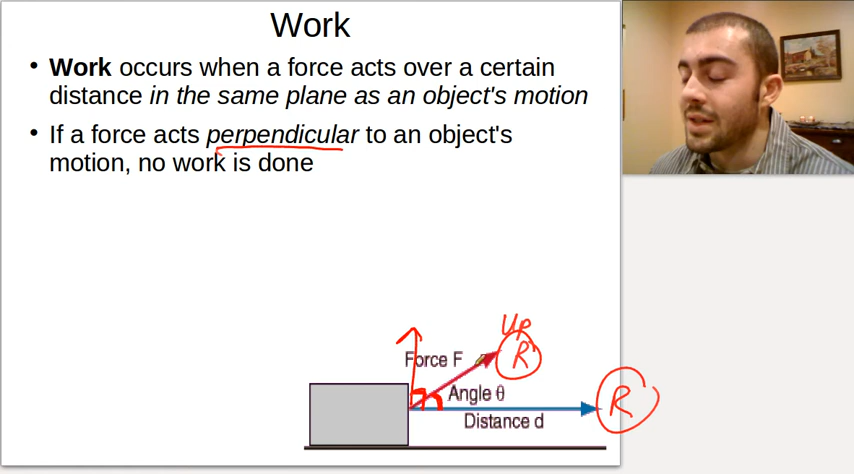 Work
• Work occurs when a force acts over a certain
distance in the same plane as an object's motion
• If a force acts perpendicular to an object's
motion, no work is done
Up
Force F
R
Angle θ
R
Distance d